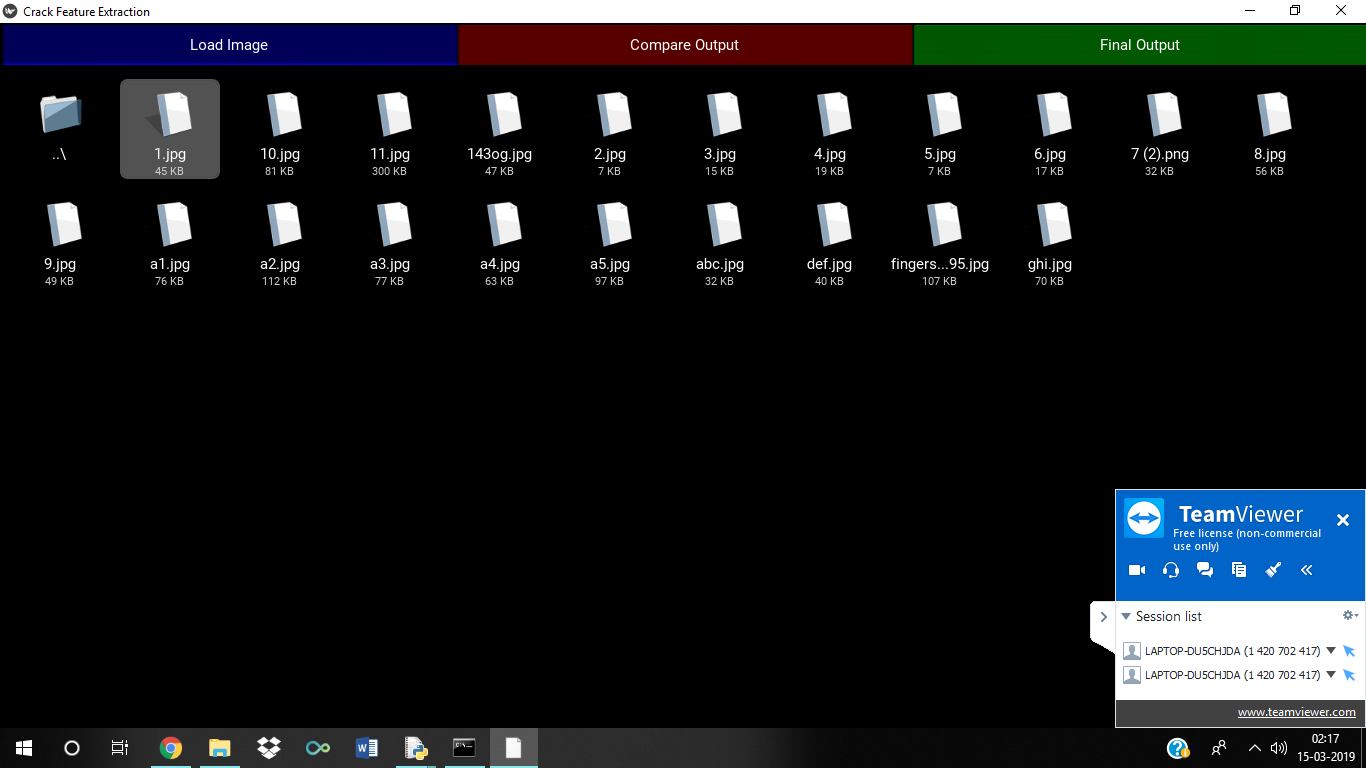 Crack Feature Extraction
Load Image Compare Output Final Output
..\ 1.jpg 10.jpg 11.jpg 143og.jpg 2.jpg 3.jpg 4.jpg 5.jpg 6.jpg 7 (2).png 8.jpg
45 KB 81 KB 300 KB 47 KB 7 KB 15 KB 19 KB 7 KB 17 KB 32 KB 56 KB
9.jpg a1.jpg a2.jpg a3.jpg a4.jpg a5.jpg abc.jpg def.jpg fingers...95.jpg ghi.jpg
49 KB 76 KB 112 KB 77 KB 63 KB 97 KB 32 KB 40 KB 107 KB 70 KB
TeamViewer
Free license (non-commercial
use only)
Session list
LAPTOP-DU5CHJDA (1 420 702 417)
LAPTOP-DU5CHJDA (1 420 702 417)
www.teamviewer.com
02:17
15-03-2019